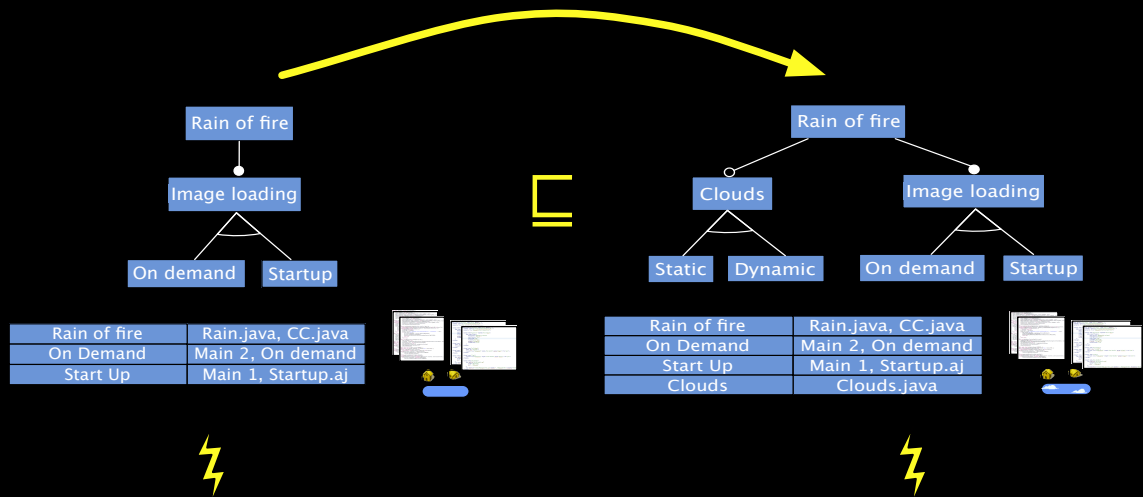 Rain of fire
Image loading
On demand Startup
Rain of fire Rain.java, CC.java
On Demand Main 2, On demand
Start Up Main 1, Startup.aj
⊑
Rain of fire
Clouds Image loading
Static Dynamic On demand Startup
Rain of fire Rain.java, CC.java
On Demand Main 2, On demand
Start Up Main 1, Startup.aj
Clouds Clouds.java